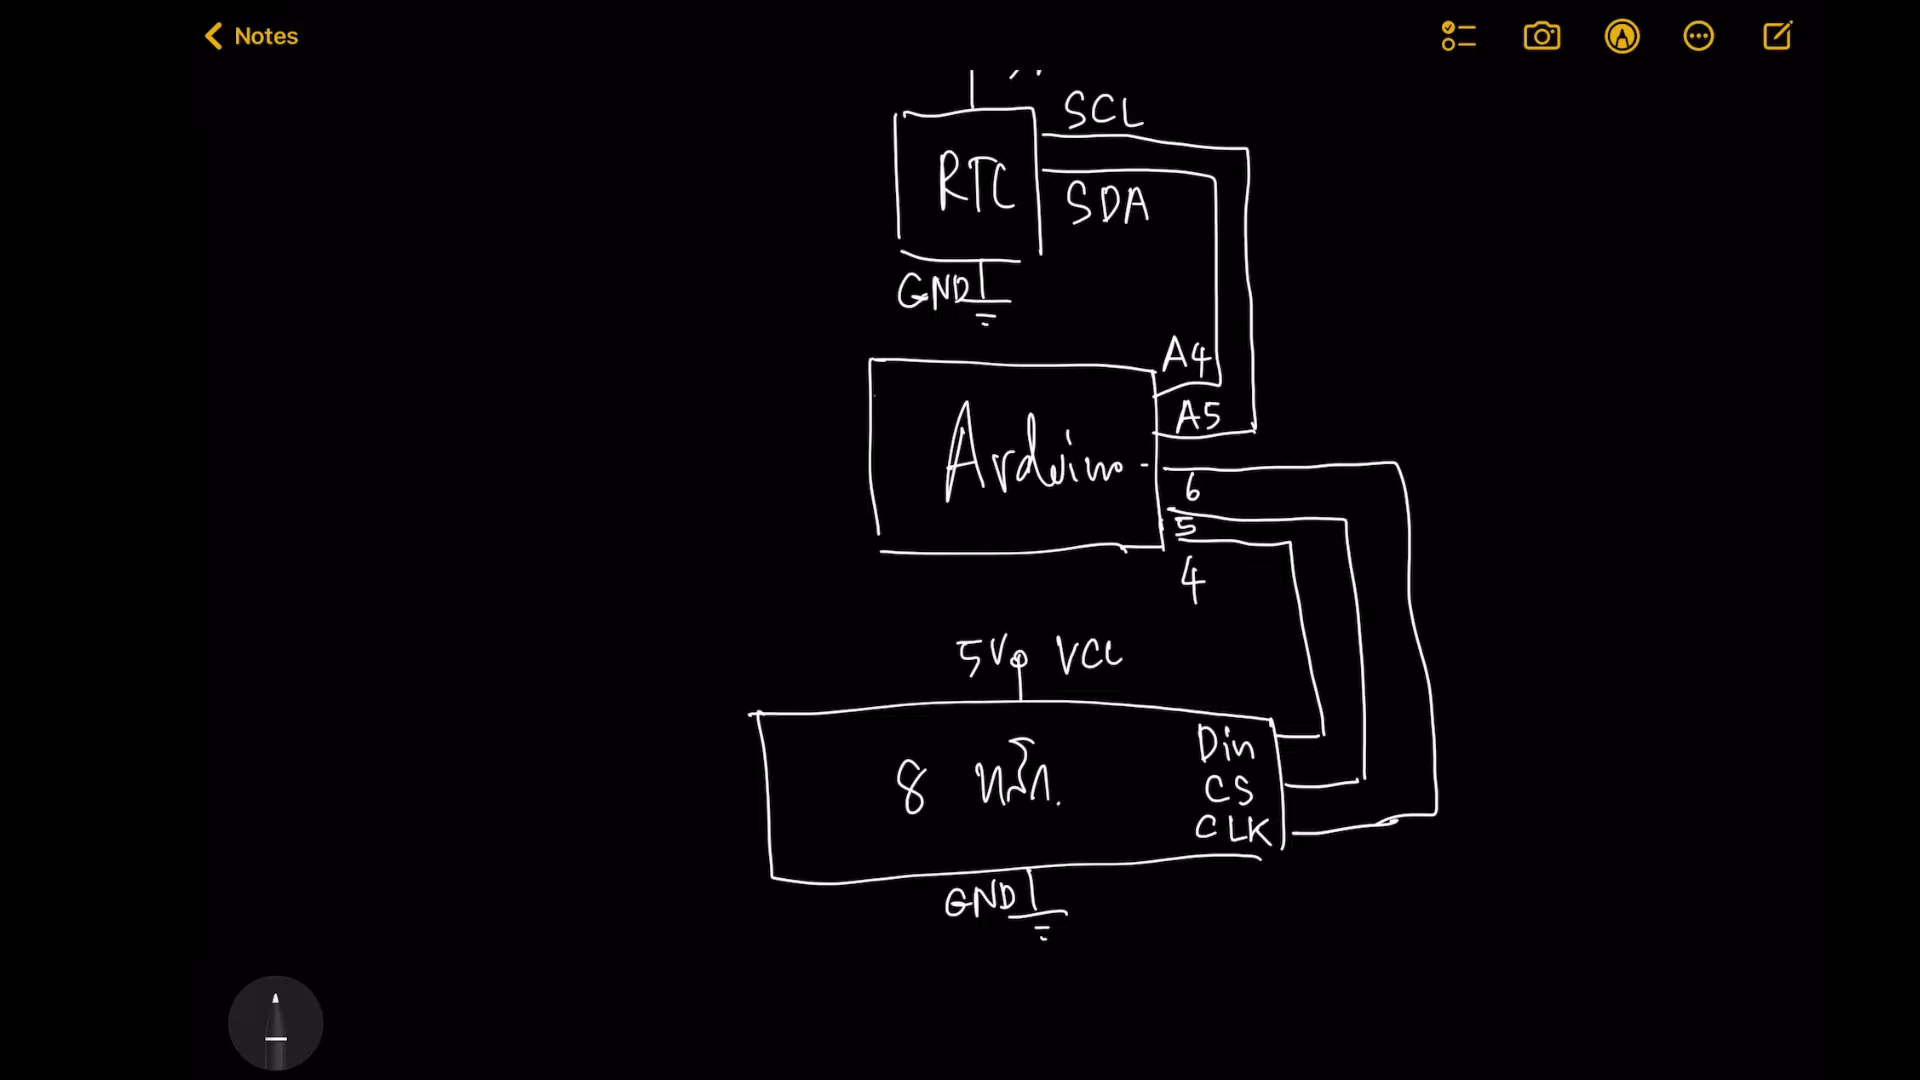 Notes
SCL
RTC
SDA
GND
A4
A5
Arduino
6
5
4
5V VCC
Din
8 หลัก
CS
CLK
GND